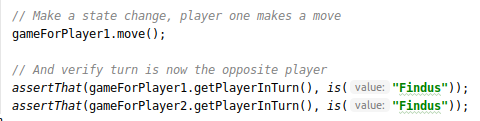 // Make a state change, player one makes a move
gameForPlayer1.move();
// And verify turn is now the opposite player
assertThat(gameForPlayer1.getPlayerInTurn(), is( value: "Findus"));
assertThat(gameForPlayer2.getPlayerInTurn(), is( value: "Findus"));